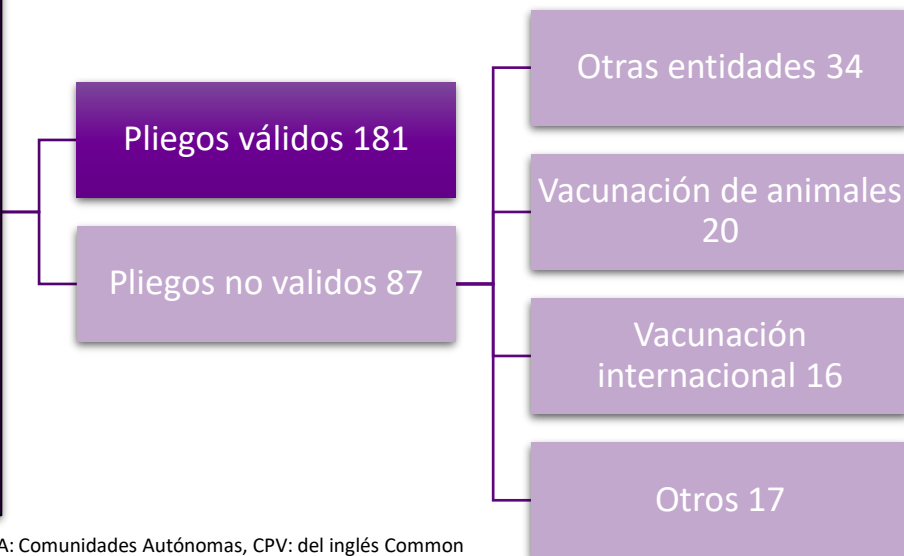 Otras entidades 34
Pliegos válidos 181
Vacunación de animales
20
Pliegos no validos 87
Vacunación
internacional 16
Otros 17
A: Comunidades Autónomas, CPV: del inglés Common